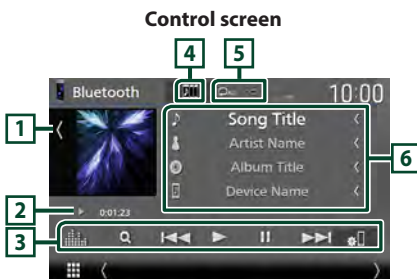 Control screen
4 5
Bluetooth 10:00
1
Song Title
Artist Name
Album Title
Device Name
6
2
0:01:23
3